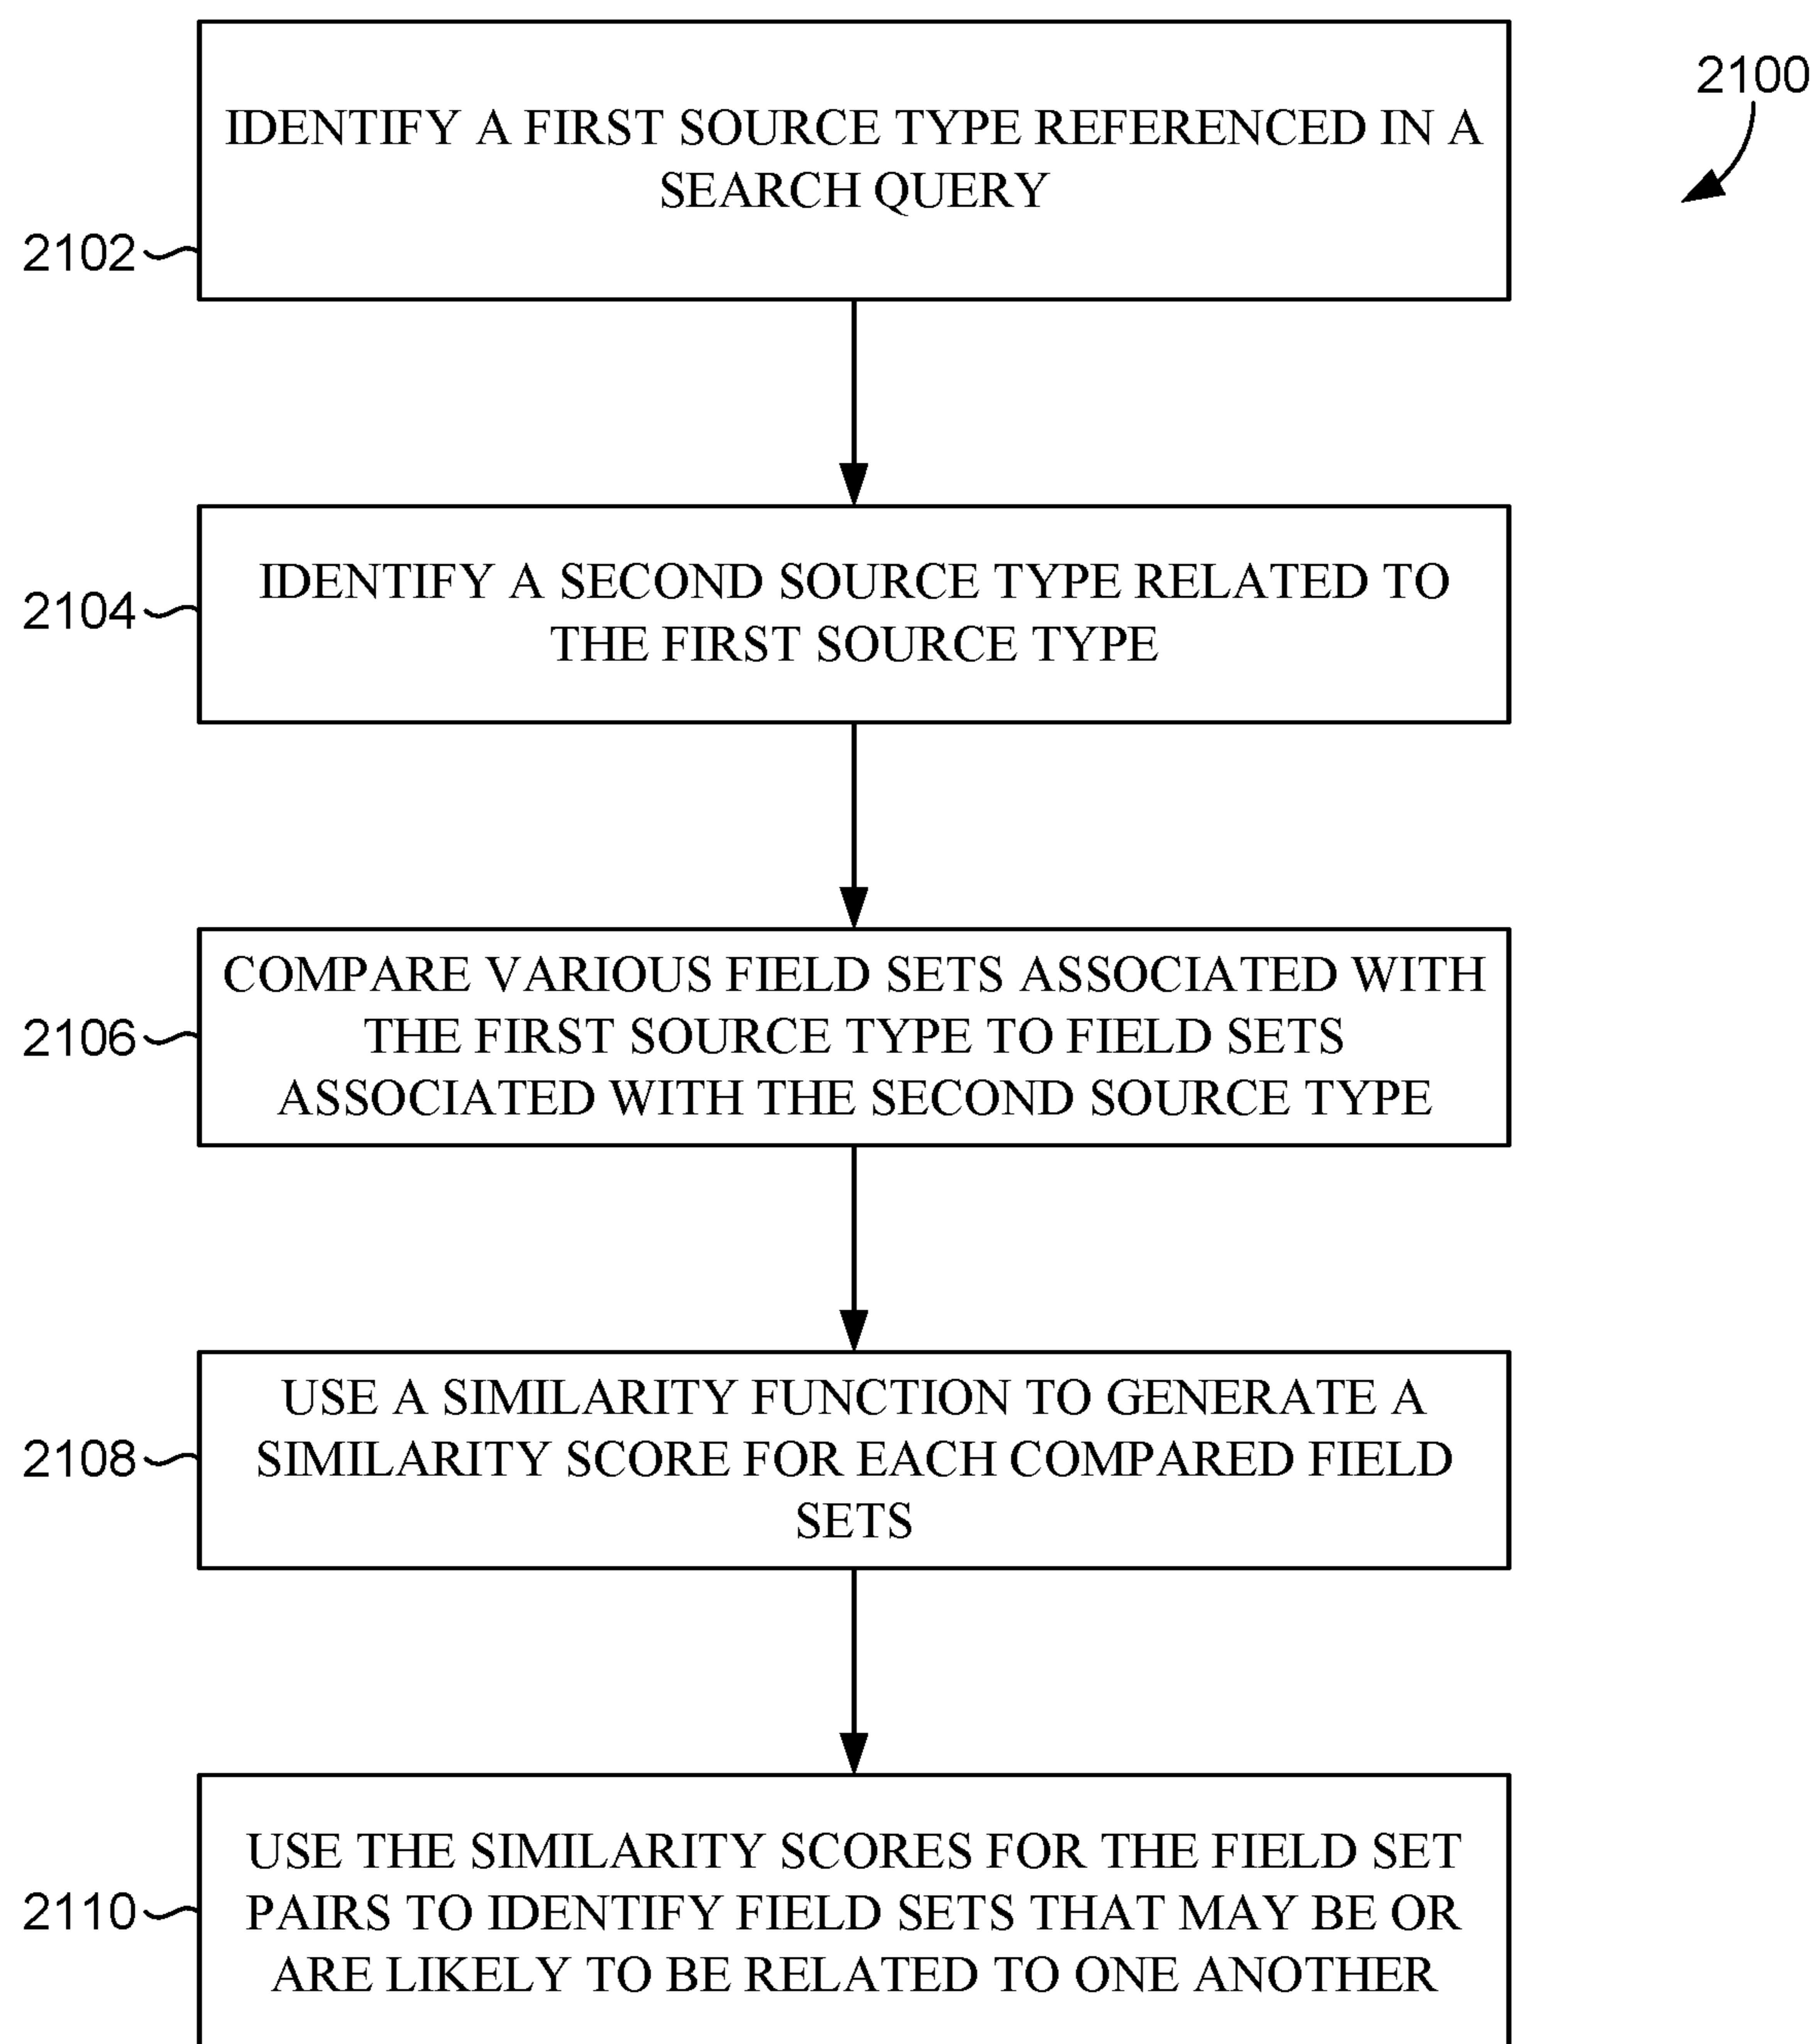 2100
IDENTIFY A FIRST SOURCE TYPE REFERENCED IN A
SEARCH QUERY
2102
IDENTIFY A SECOND SOURCE TYPE RELATED TO
THE FIRST SOURCE TYPE
2104
COMPARE VARIOUS FIELD SETS ASSOCIATED WITH
THE FIRST SOURCE TYPE TO FIELD SETS
ASSOCIATED WITH THE SECOND SOURCE TYPE
2106
USE A SIMILARITY FUNCTION TO GENERATE A
SIMILARITY SCORE FOR EACH COMPARED FIELD
SETS
2108
USE THE SIMILARITY SCORES FOR THE FIELD SET
PAIRS TO IDENTIFY FIELD SETS THAT MAY BE OR
ARE LIKELY TO BE RELATED TO ONE ANOTHER
2110